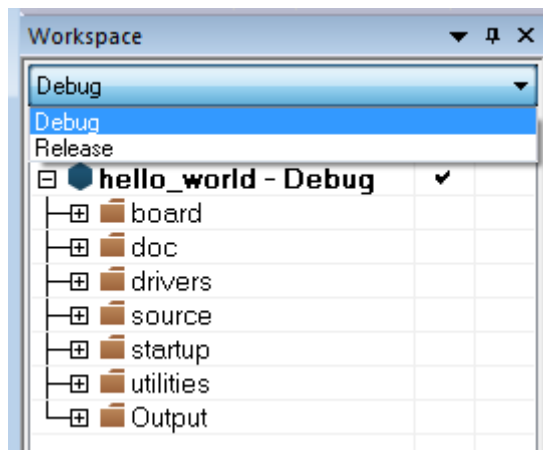 Workspace
Debug
Debug
Release
hello_world - Debug
board
doc
drivers
source
startup
utilities
Output